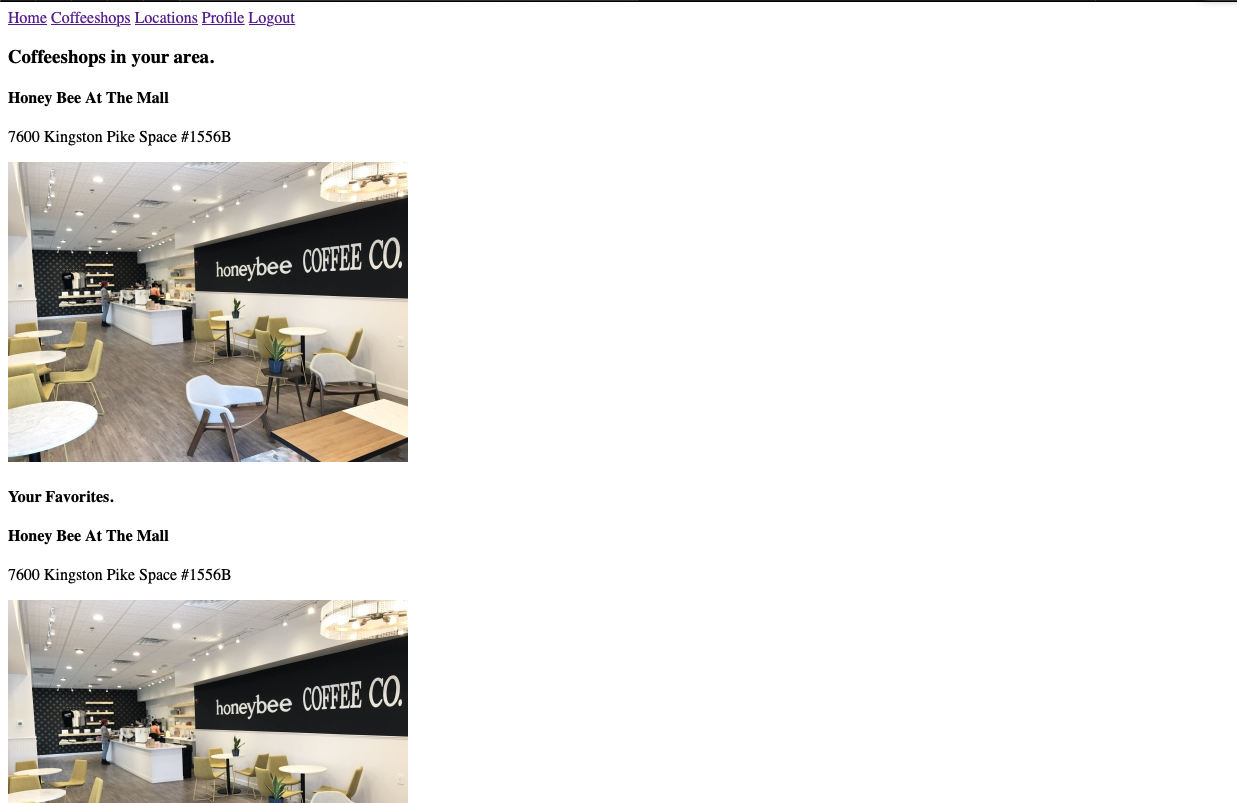 Home Coffeeshops Locations Profile Logout
Coffeeshops in your area.
Honey Bee At The Mall
7600 Kingston Pike Space #1556B
honeybee COFFEE CO.
Your Favorites.
Honey Bee At The Mall
7600 Kingston Pike Space #1556B
honeybee COFFEE CO.